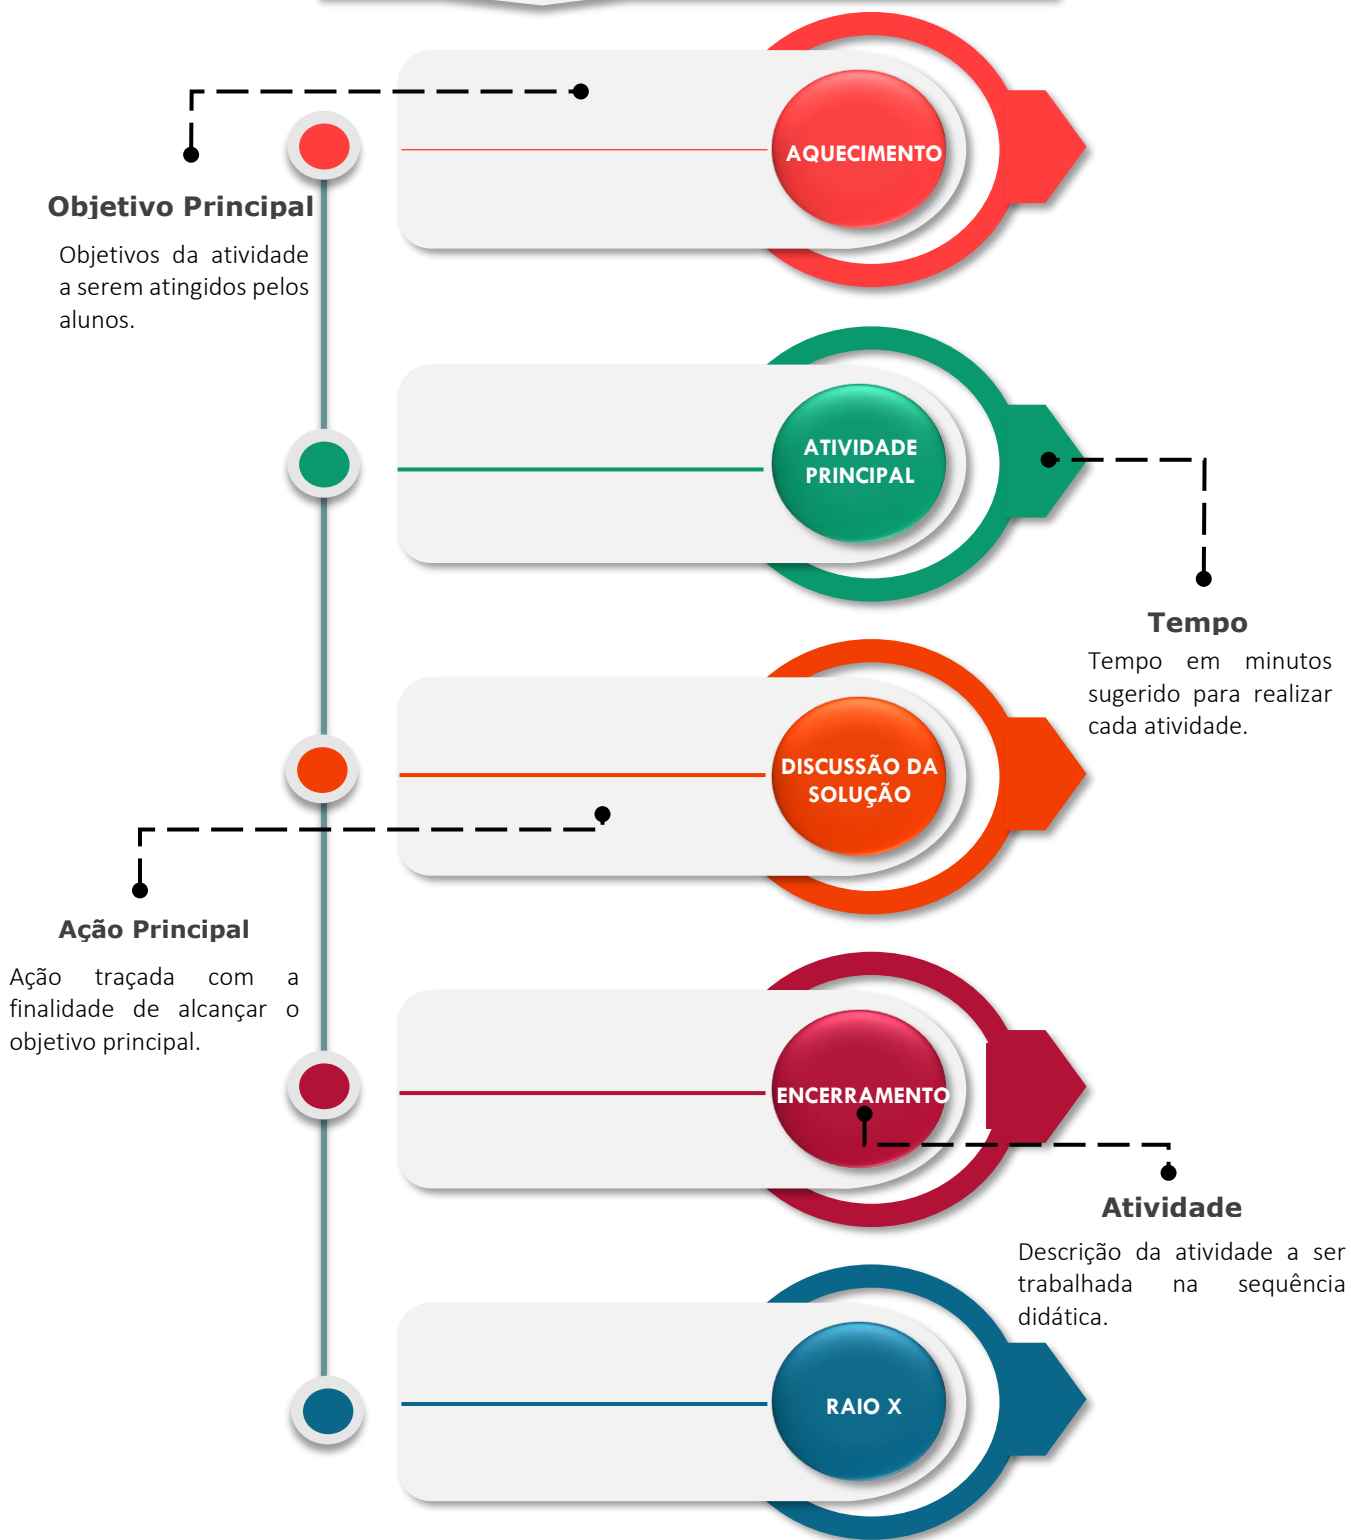 AQUECIMENTO
Objetivo Principal
Objetivos da atividade
a serem atingidos pelos
alunos.
ATIVIDADE
PRINCIPAL
Tempo
Tempo em minutos
sugerido para realizar
cada atividade.
DISCUSSÃO DA
SOLUÇÃO
Ação Principal
Ação traçada com a
finalidade de alcançar o
objetivo principal.
ENCERRAMENTO
Atividade
Descrição da atividade a ser
trabalhada na sequência
didática.
RAIO X